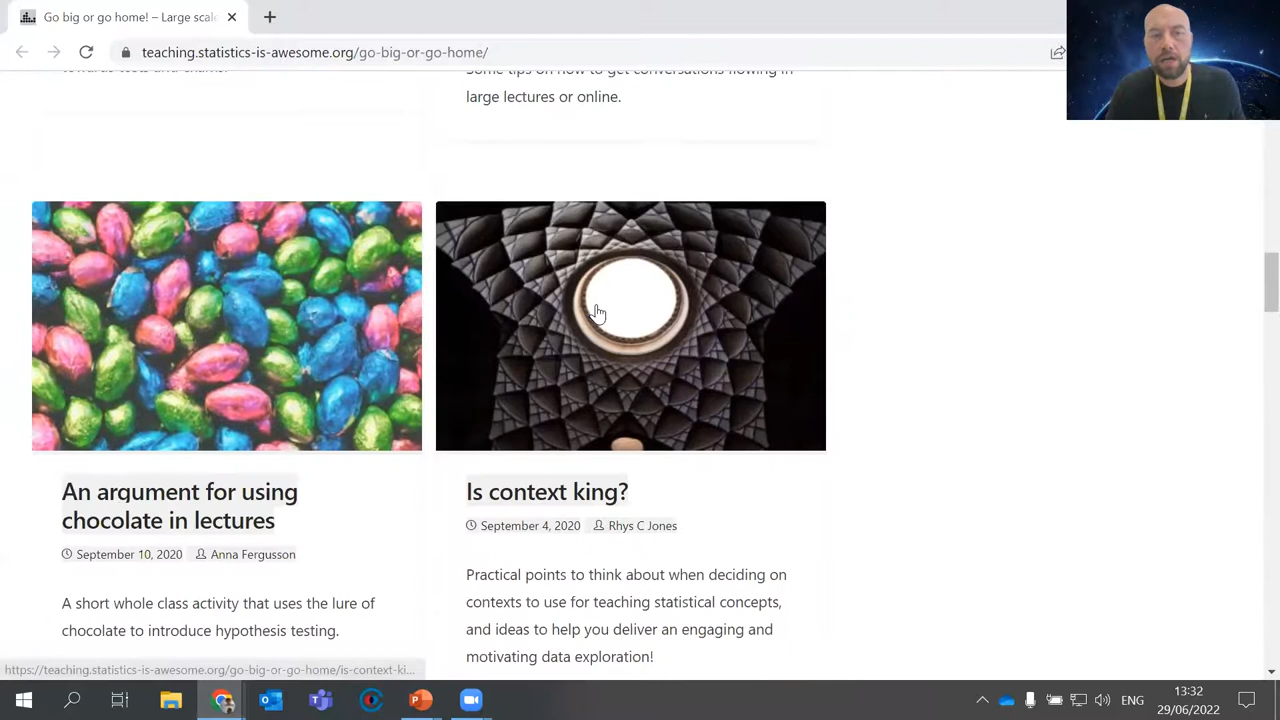 Go big or go home! – Large scale
teaching.statistics-is-awesome.org/go-big-or-go-home/
Some tips on how to get conversations flowing in
large lectures or online.
An argument for using
chocolate in lectures
September 10, 2020 Anna Fergusson
A short whole class activity that uses the lure of
chocolate to introduce hypothesis testing.
Is context king?
September 4, 2020 Rhys C Jones
Practical points to think about when deciding on
contexts to use for teaching statistical concepts,
and ideas to help you deliver an engaging and
motivating data exploration!
https://teaching.statistics-is-awesome.org/go-big-or-go-home/is-context-ki...
ENG
13:32
29/06/2022